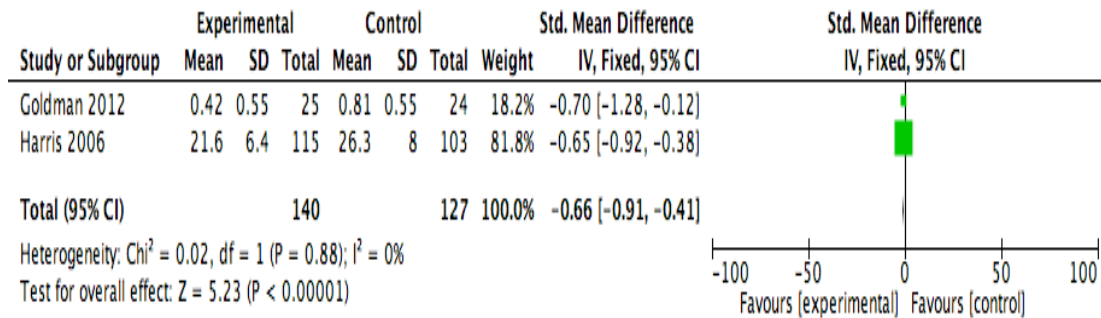 Experimental Control Std. Mean Difference Std. Mean Difference
Study or Subgroup Mean SD Total Mean SD Total Weight IV, Fixed, 95% CI IV, Fixed, 95% CI
Goldman 2012 0.42 0.55 25 0.81 0.55 24 18.2% -0.70 [-1.28, -0.12]
Harris 2006 21.6 6.4 115 26.3 8 103 81.8% -0.65 [-0.92, -0.38]
Total (95% CI) 140 127 100.0% -0.66 [-0.91, -0.41]
Heterogeneity: Chi² = 0.02, df = 1 (P = 0.88); I² = 0%
Test for overall effect: Z = 5.23 (P < 0.00001)
-100 -50 0 50 100
Favours [experimental] Favours [control]